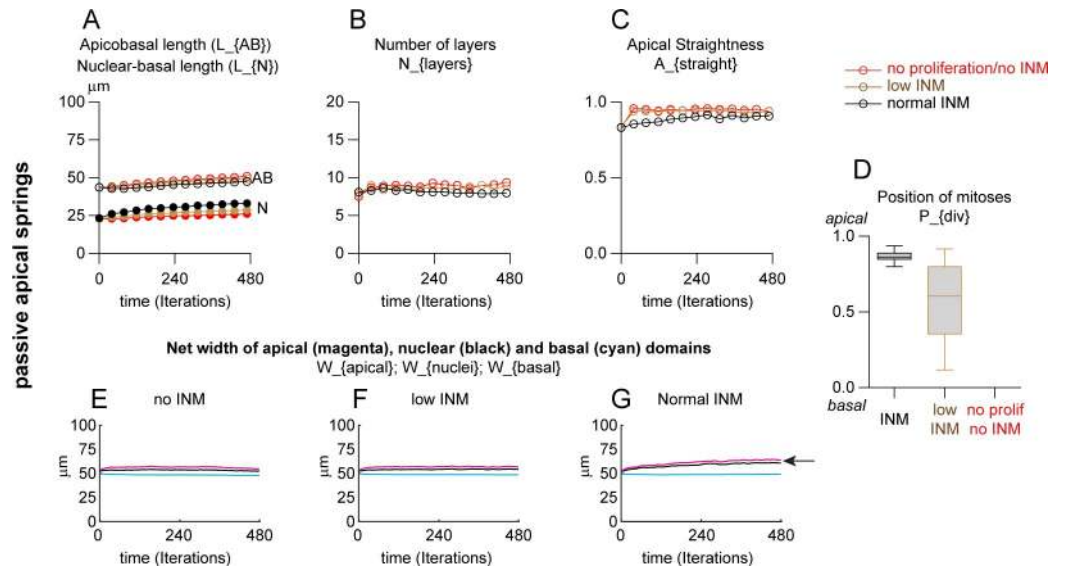 A
Apicobasal length (L_{AB})
Nuclear-basal length (L_{N})
μm
100
75
50
25
0
AB
N
0 240 480
time (Iterations)
B
Number of layers
N_{layers}
20
15
10
5
0
0 240 480
time (Iterations)
C
Apical Straightness
A_{straight}
1.0
0.5
0.0
0 240 480
time (Iterations)
no proliferation/no INM
low INM
normal INM
passive apical springs
D
Position of mitoses
P_{div}
apical
1.0
0.5
0.0
basal
INM
low
INM
no prolif
no INM
Net width of apical (magenta), nuclear (black) and basal (cyan) domains
W_{apical}; W_{nuclei}; W_{basal}
E
no INM
μm
100
75
50
25
0
0 240 480
time (Iterations)
F
low INM
μm
100
75
50
25
0
0 240 480
time (Iterations)
G
Normal INM
μm
100
75
50
25
0
0 240 480
time (Iterations)